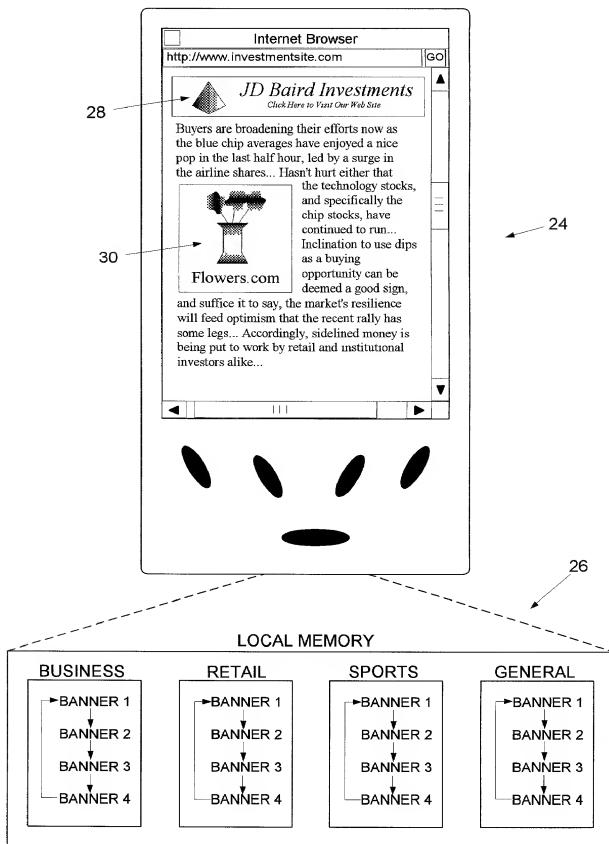 Internet Browser
http://www.investmentsite.com GO
28
JD Baird Investments
Click Here to Visit Our Web Site
Buyers are broadening their efforts now as
the blue chip averages have enjoyed a nice
pop in the last half hour, led by a surge in
the airline shares... Hasn't hurt either that
the technology stocks,
and specifically the
chip stocks, have
continued to run...
Inclination to use dips
as a buying
opportunity can be
deemed a good sign,
30
Flowers.com
24
and suffice it to say, the market's resilience
will feed optimism that the recent rally has
some legs... Accordingly, sidelined money is
being put to work by retail and institutional
investors alike...
26
LOCAL MEMORY
BUSINESS RETAIL SPORTS GENERAL
BANNER 1 BANNER 1 BANNER 1 BANNER 1
BANNER 2 BANNER 2 BANNER 2 BANNER 2
BANNER 3 BANNER 3 BANNER 3 BANNER 3
BANNER 4 BANNER 4 BANNER 4 BANNER 4